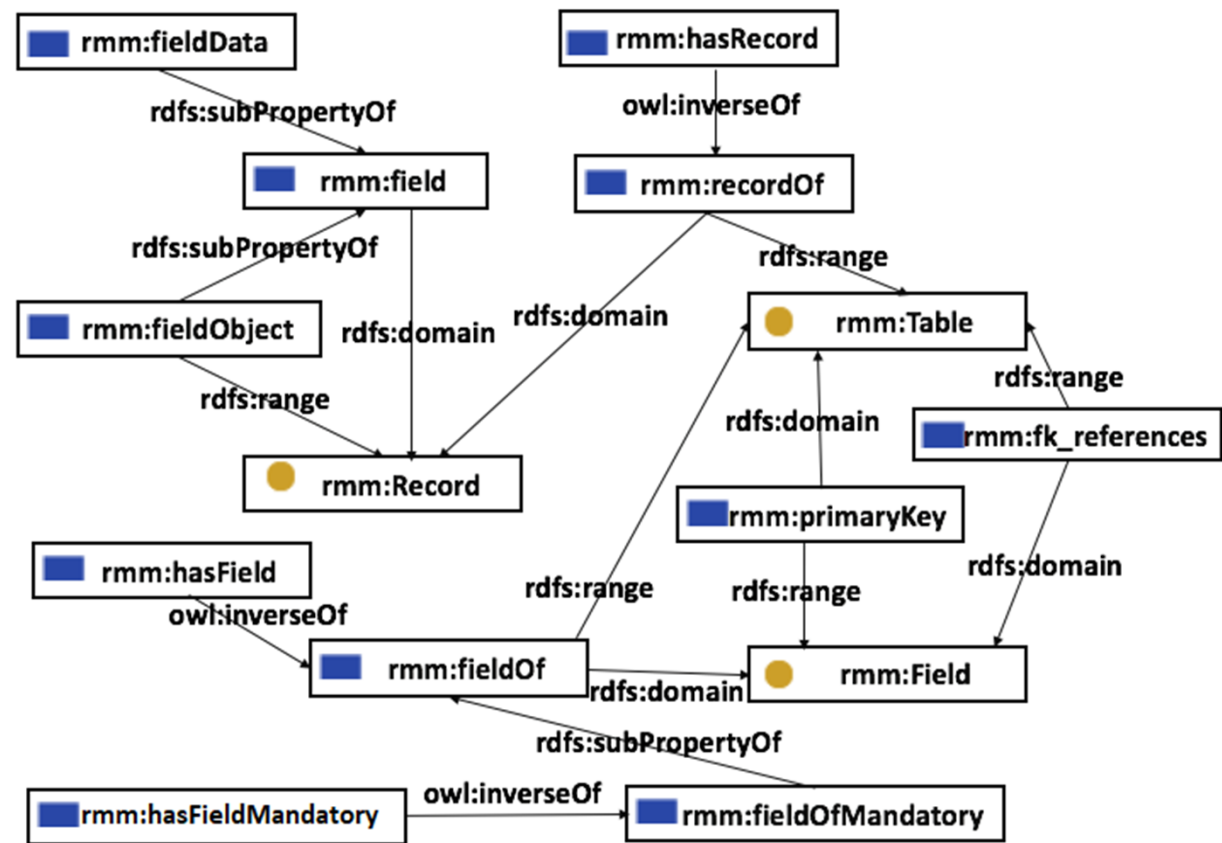 rmm:fieldData
rmm:hasRecord
rdfs:subPropertyOf
owl:inverseOf
rmm:field
rmm:recordOf
rdfs:subPropertyOf
rdfs:range
rmm:fieldObject
rdfs:domain
rdfs:domain
rmm:Table
rdfs:range
rdfs:range
rdfs:domain
rmm:fk_references
rmm:Record
rmm:primaryKey
rmm:hasField
rdfs:domain
owl:inverseOf
rdfs:range
rdfs:range
rmm:fieldOf
rdfs:domain
rmm:Field
rdfs:subPropertyOf
owl:inverseOf
rmm:hasFieldMandatory
rmm:fieldOfMandatory